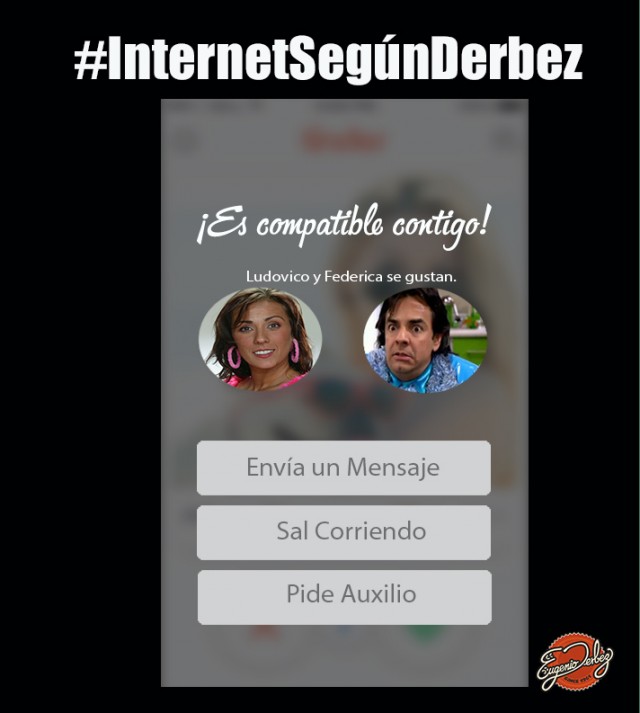 #InternetSegúnDerbez
¡Es compatible contigo!
Ludovico y Federica se gustan.
Envía un Mensaje
Sal Corriendo
Pide Auxilio
Eugenio Derbez